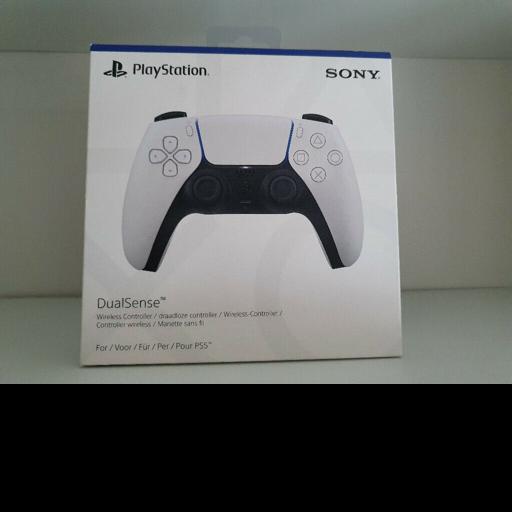 PlayStation.
SONY.
DualSense™
Wireless Controller / draadloze controller / Wireless-Controller /
Controller wireless / Manette sans fil
For / Voor / Für / Per / Pour PS5™